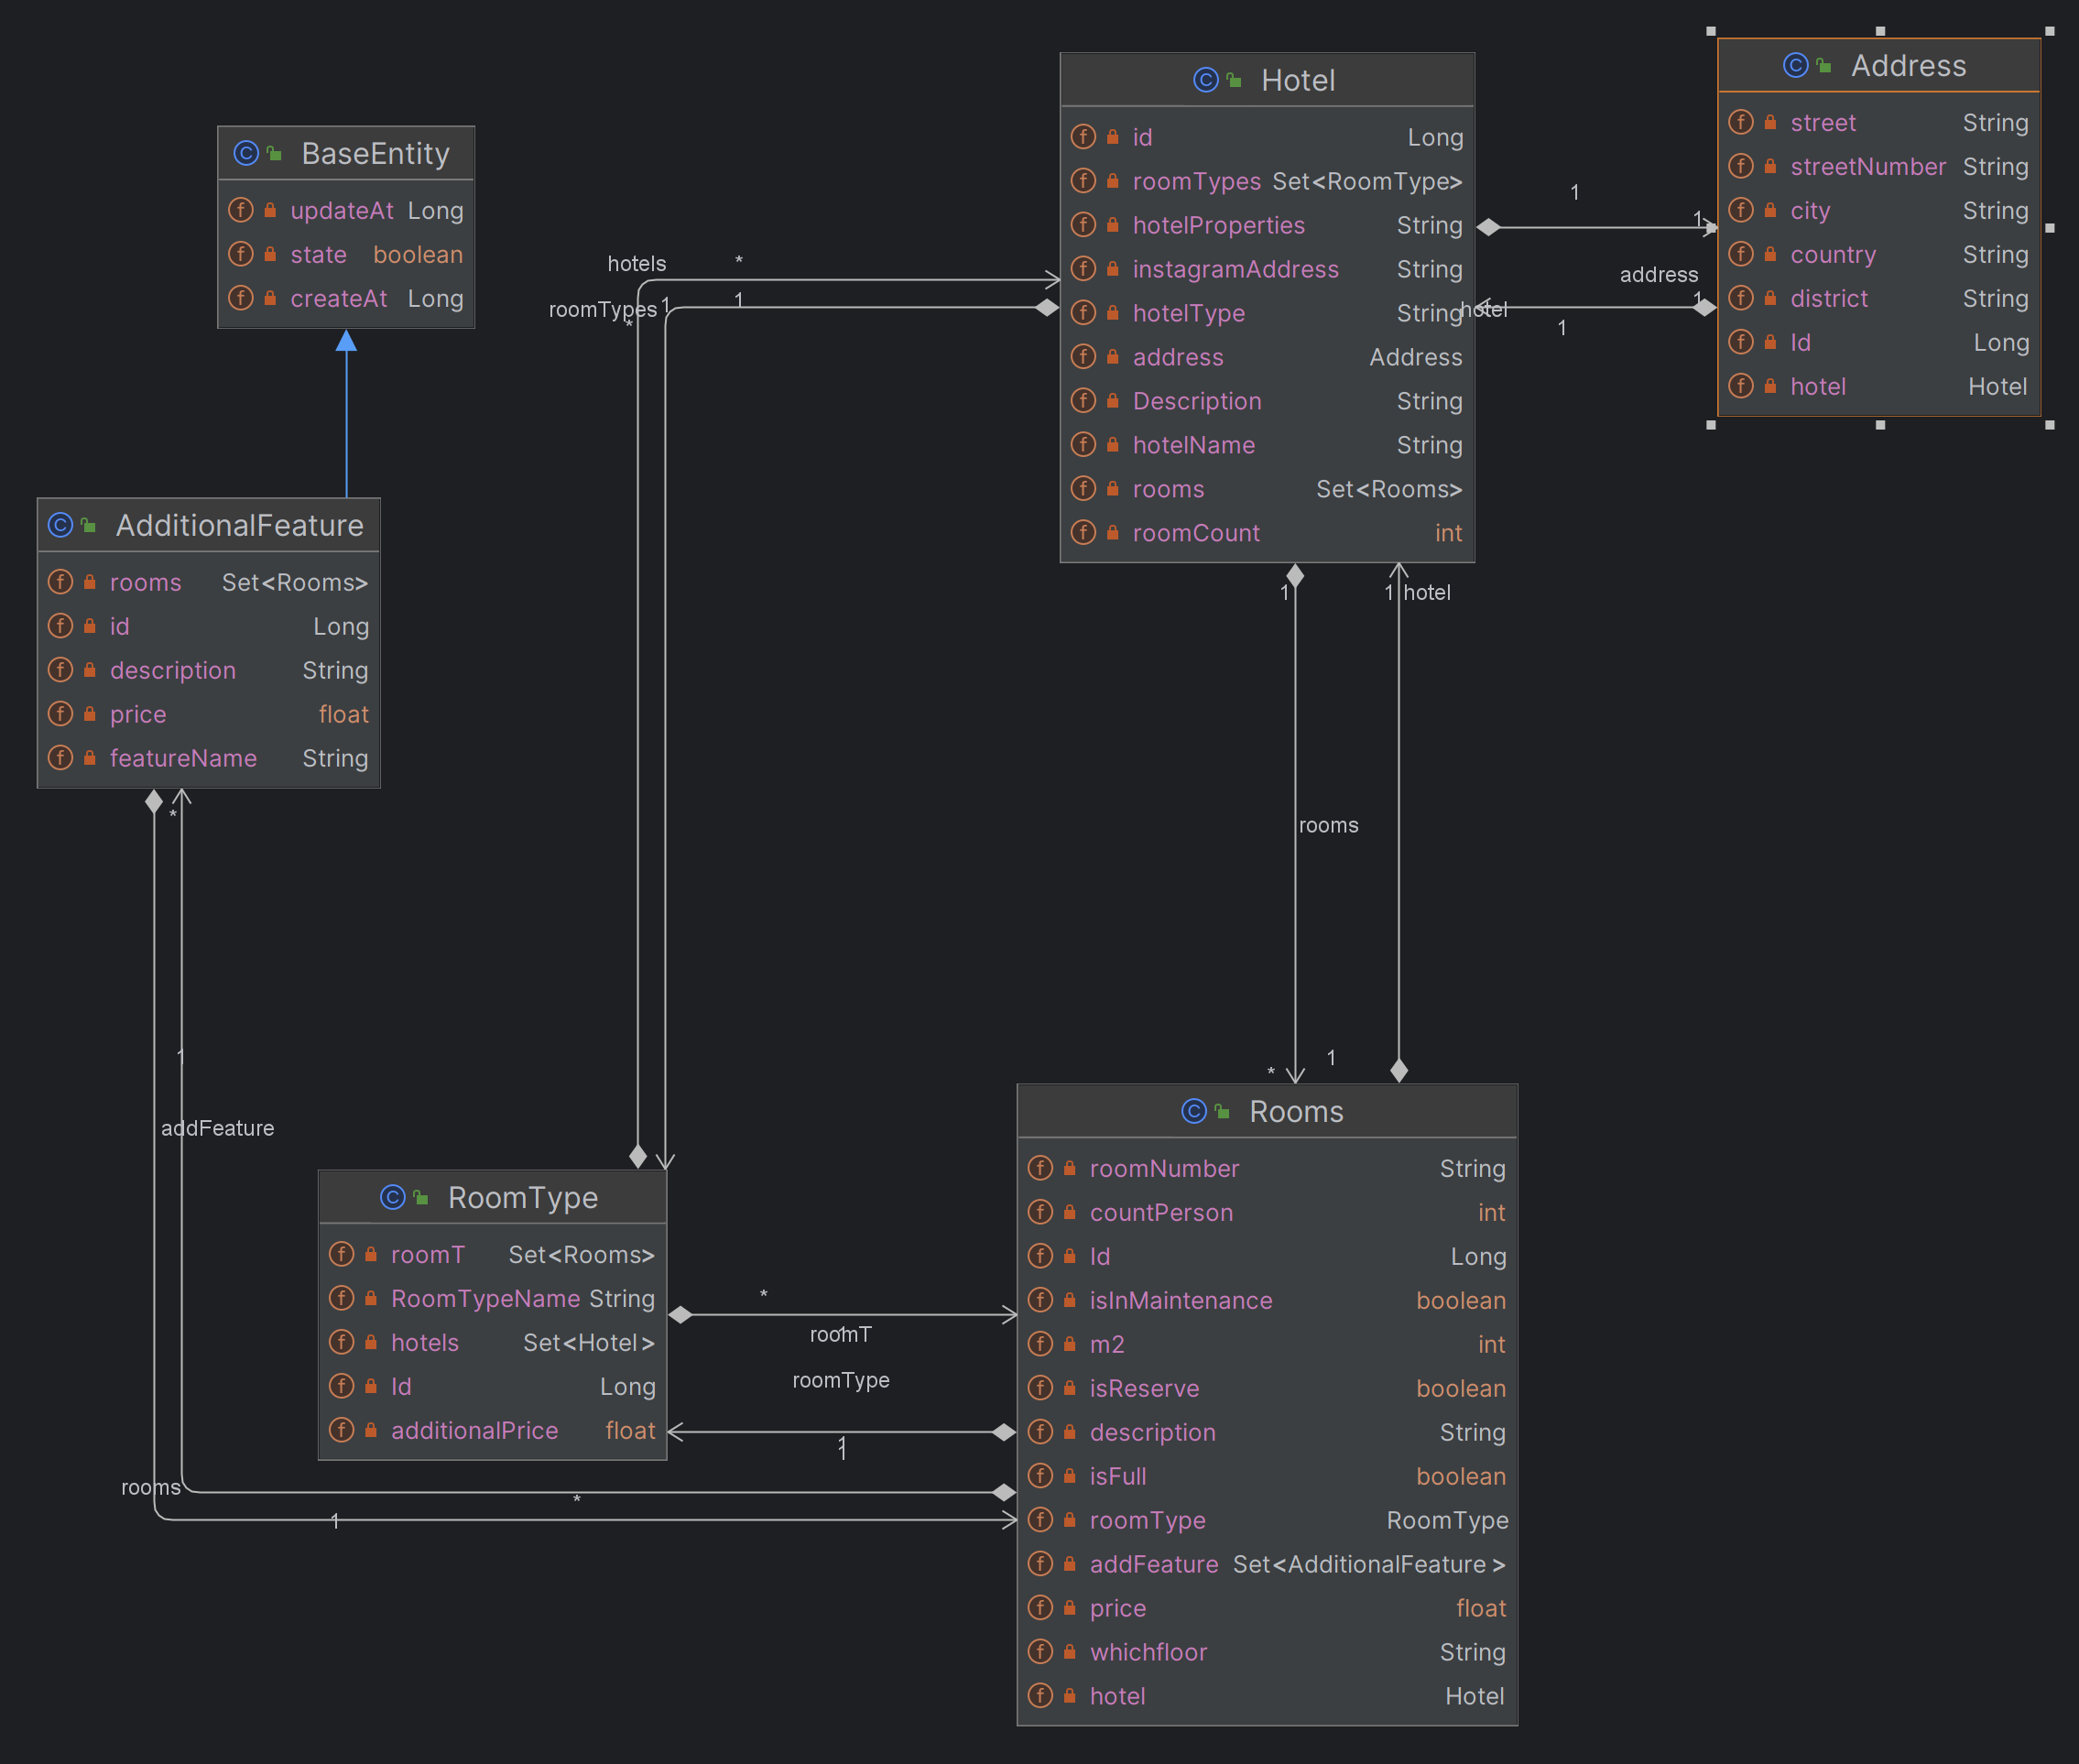 BaseEntity
updateAt Long
state boolean
createAt Long
Hotel
id Long
roomTypes Set<RoomType>
hotelProperties String
instagramAddress String
hotelType String
address Address
Description String
hotelName String
rooms Set<Rooms>
roomCount int
Address
street String
streetNumber String
city String
country String
district String
Id Long
hotel Hotel
1
1
address
1
hotel
1
hotels *
roomTypes 1 1
*
AdditionalFeature
rooms Set<Rooms>
id Long
description String
price float
featureName String
*
1
addFeature
1 1 hotel
rooms
* 1
RoomType
roomT Set<Rooms>
RoomTypeName String
hotels Set<Hotel>
Id Long
additionalPrice float
*
1
roomT
roomType
1
1
rooms
*
1
Rooms
roomNumber String
countPerson int
Id Long
isInMaintenance boolean
m2 int
isReserve boolean
description String
isFull boolean
roomType RoomType
addFeature Set<AdditionalFeature>
price float
whichfloor String
hotel Hotel